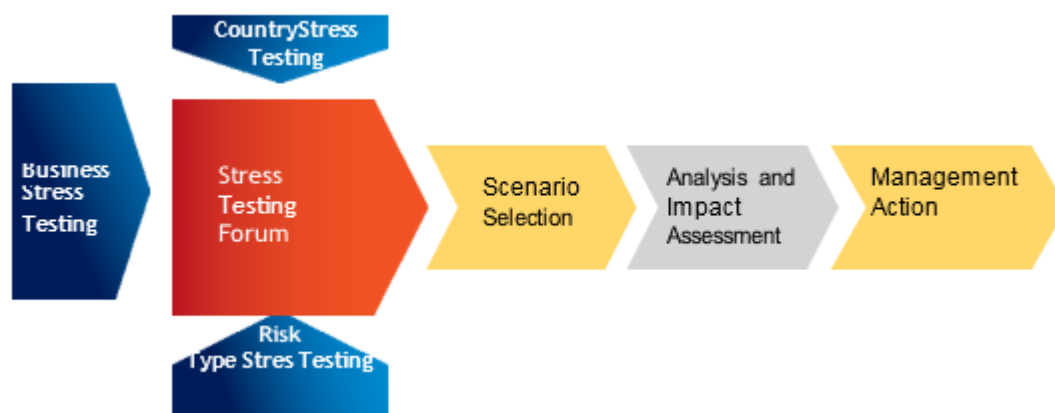 CountryStress
Testing
Business
Stress
Testing
Stress
Testing
Forum
Scenario
Selection
Analysis and
Impact
Assessment
Management
Action
Risk
Type Stres Testing